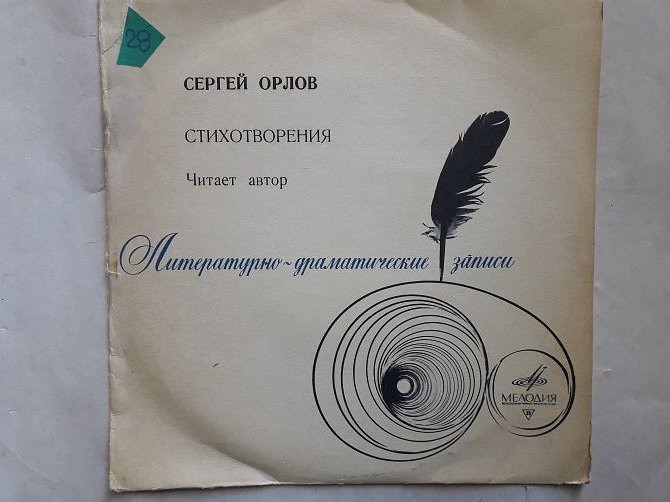 28
СЕРГЕЙ ОРЛОВ
СТИХОТВОРЕНИЯ
Читает автор
Литературно-драматические записи
МЕЛОДИЯ